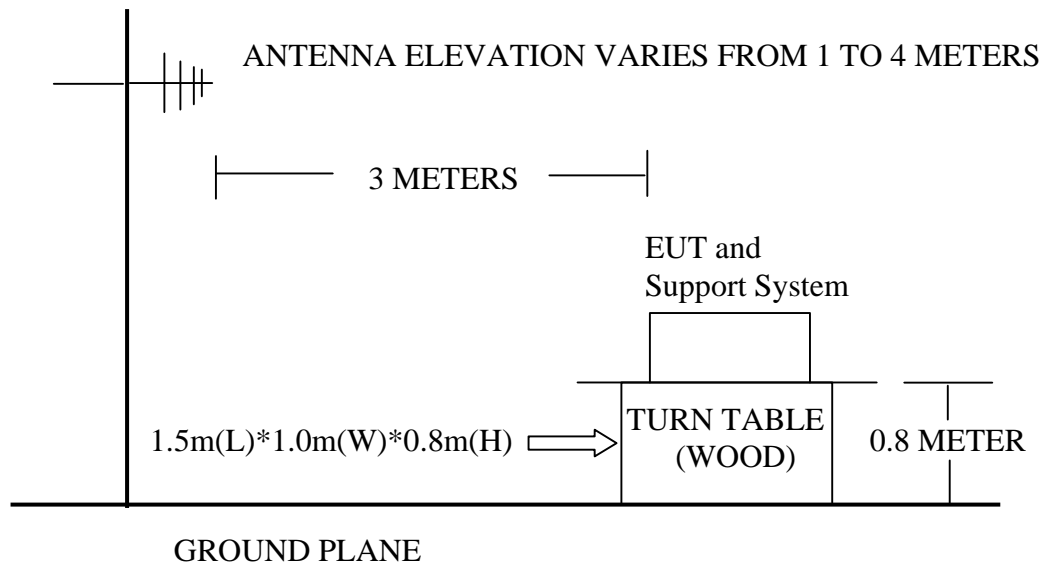 ANTENNA ELEVATION VARIES FROM 1 TO 4 METERS
3 METERS
EUT and
Support System
1.5m(L)*1.0m(W)*0.8m(H)
TURN TABLE
(WOOD)
0.8 METER
GROUND PLANE